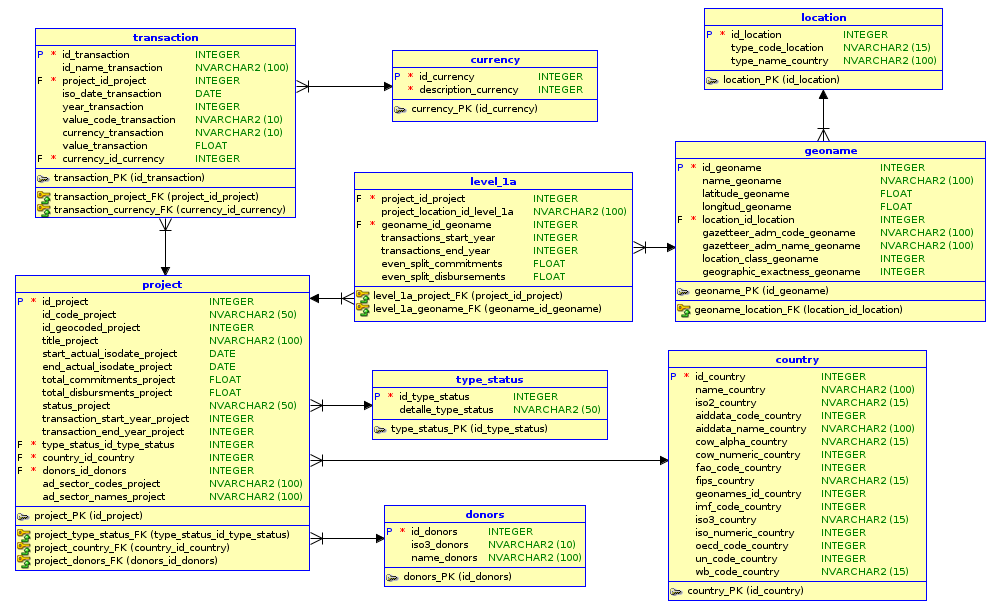 transaction
P * id_transaction INTEGER
id_name_transaction NVARCHAR2 (100)
F * project_id_project INTEGER
iso_date_transaction DATE
year_transaction INTEGER
value_code_transaction NVARCHAR2 (10)
currency_transaction NVARCHAR2 (10)
value_transaction FLOAT
F * currency_id_currency INTEGER
transaction_PK (id_transaction)
transaction_project_FK (project_id_project)
transaction_currency_FK (currency_id_currency)
currency
P * id_currency INTEGER
* description_currency INTEGER
currency_PK (id_currency)
location
P * id_location INTEGER
type_code_location NVARCHAR2 (15)
type_name_country NVARCHAR2 (100)
location_PK (id_location)
level_1a
F * project_id_project INTEGER
project_location_id_level_1a NVARCHAR2 (100)
F * geoname_id_geoname INTEGER
transactions_start_year INTEGER
transactions_end_year INTEGER
even_split_commitments FLOAT
even_split_disbursements FLOAT
level_1a_project_FK (project_id_project)
level_1a_geoname_FK (geoname_id_geoname)
geoname
P * id_geoname INTEGER
name_geoname NVARCHAR2 (100)
latitude_geoname FLOAT
longitud_geoname FLOAT
F * location_id_location INTEGER
gazetteer_adm_code_geoname NVARCHAR2 (100)
gazetteer_adm_name_geoname NVARCHAR2 (100)
location_class_geoname INTEGER
geographic_exactness_geoname INTEGER
geoname_PK (id_geoname)
geoname_location_FK (location_id_location)
project
P * id_project INTEGER
id_code_project NVARCHAR2 (50)
id_geocoded_project INTEGER
title_project NVARCHAR2 (100)
start_actual_isodate_project DATE
end_actual_isodate_project DATE
total_commitments_project FLOAT
total_disbursments_project FLOAT
status_project NVARCHAR2 (50)
transaction_start_year_project INTEGER
transaction_end_year_project INTEGER
F * type_status_id_type_status INTEGER
F * country_id_country INTEGER
F * donors_id_donors INTEGER
ad_sector_codes_project NVARCHAR2 (100)
ad_sector_names_project NVARCHAR2 (100)
project_PK (id_project)
project_type_status_FK (type_status_id_type_status)
project_country_FK (country_id_country)
project_donors_FK (donors_id_donors)
type_status
P * id_type_status INTEGER
detalle_type_status NVARCHAR2 (50)
type_status_PK (id_type_status)
donors
P * id_donors INTEGER
iso3_donors NVARCHAR2 (10)
name_donors NVARCHAR2 (100)
donors_PK (id_donors)
country
P * id_country INTEGER
name_country NVARCHAR2 (100)
iso2_country NVARCHAR2 (15)
aiddata_code_country INTEGER
aiddata_name_country NVARCHAR2 (100)
cow_alpha_country NVARCHAR2 (15)
cow_numeric_country INTEGER
fao_code_country INTEGER
fips_country NVARCHAR2 (15)
geonames_id_country INTEGER
imf_code_country INTEGER
iso3_country NVARCHAR2 (15)
iso_numeric_country INTEGER
oecd_code_country INTEGER
un_code_country INTEGER
wb_code_country NVARCHAR2 (15)
country_PK (id_country)